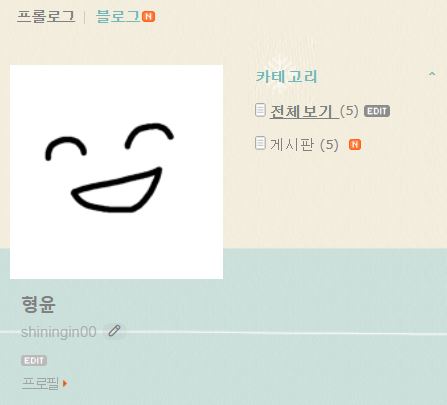 프롤로그 | 블로그 N
카테고리
전체보기 (5) EDIT
게시판 (5) N
형윤
shiningin00
EDIT
프로필